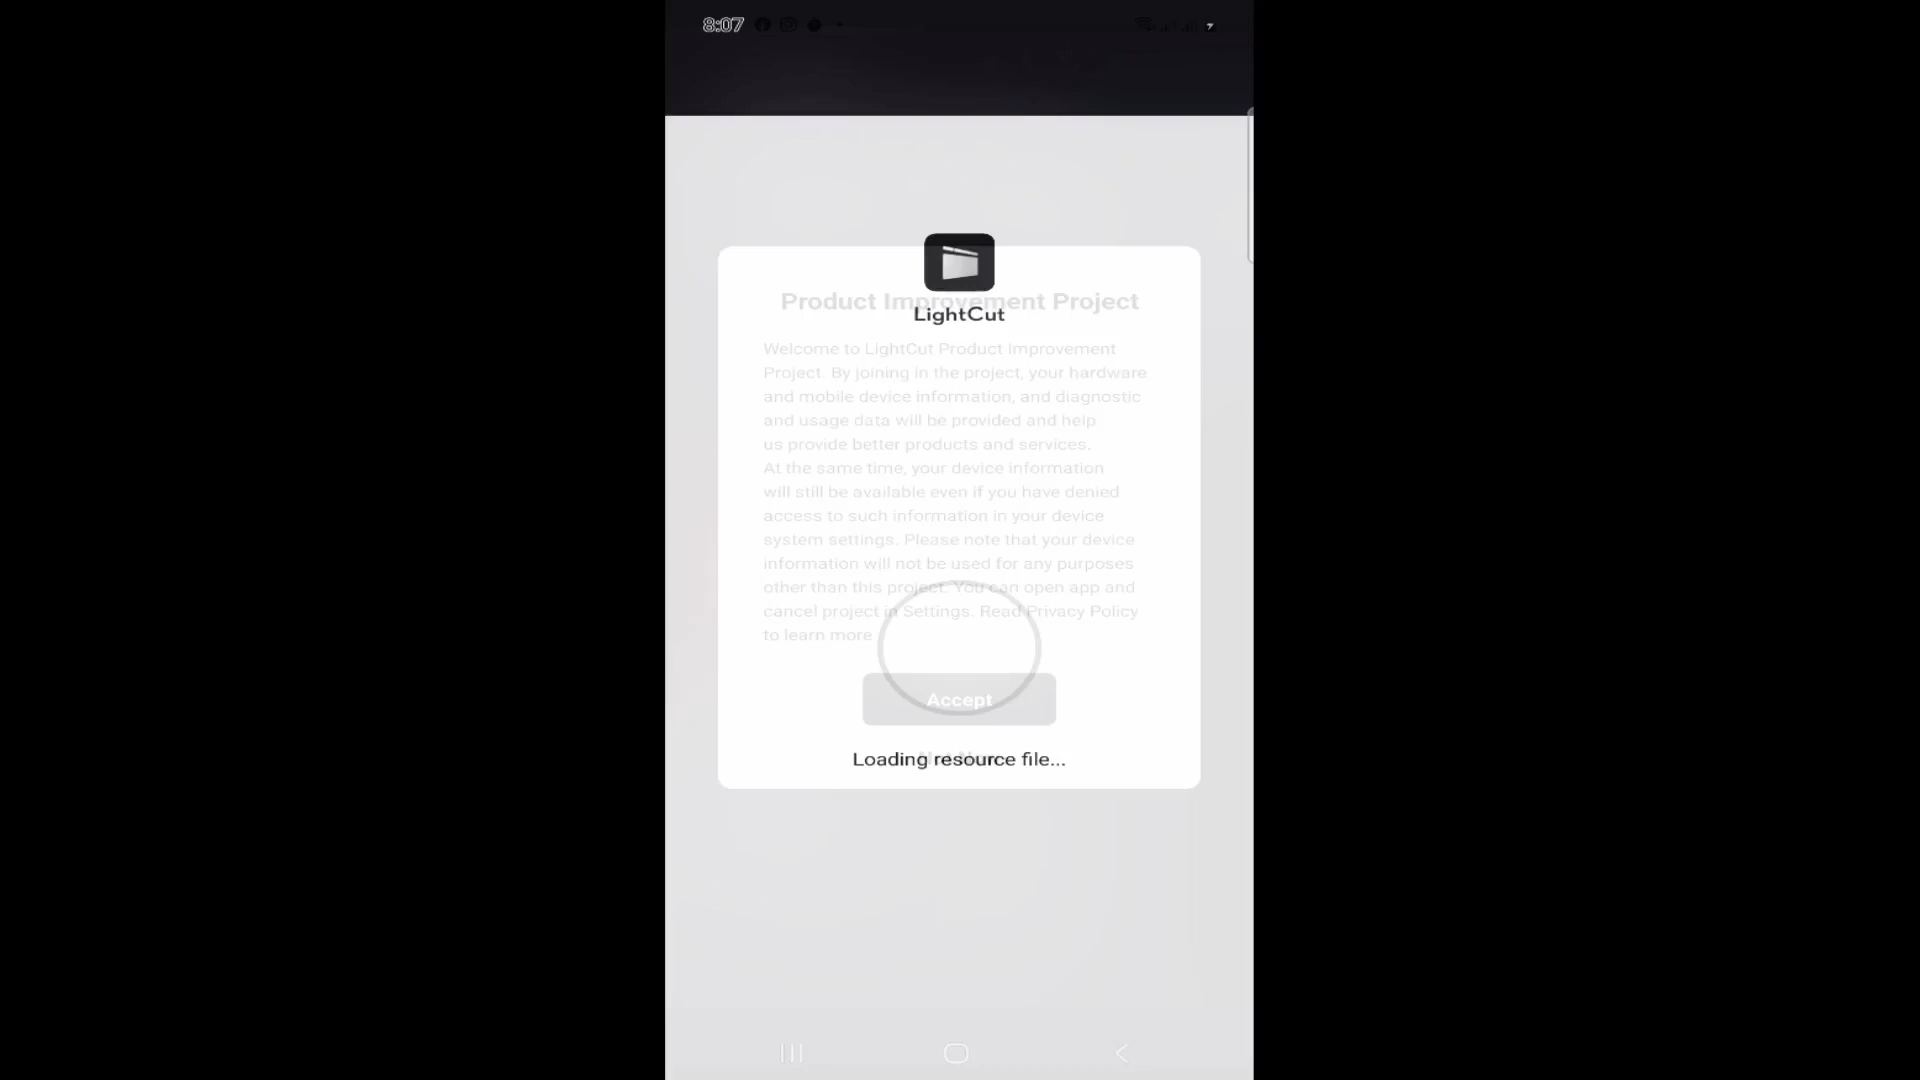 8:07
Product Improvement Project
LightCut
Welcome to LightCut Product Improvement
Project. By joining in the project, your hardware
and mobile device information, and diagnostic
and usage data will be provided and help
us provide better products and services.
At the same time, your device information
will still be available even if you have denied
access to such information in your device
system settings. Please note that your device
information will not be used for any purposes
other than this project. You can open app and
cancel project in Settings. Read Privacy Policy
to learn more
Accept
Loading resource file...